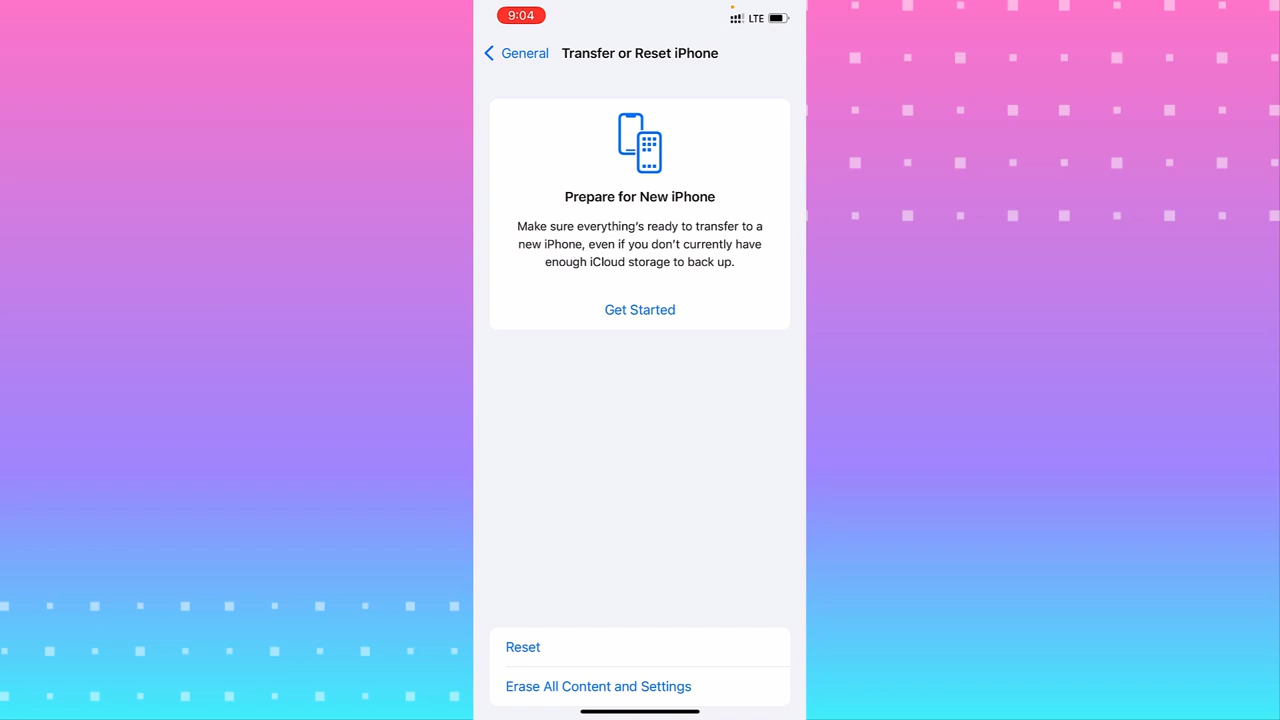 9:04
LTE
General
Transfer or Reset iPhone
Prepare for New iPhone
Make sure everything's ready to transfer to a
new iPhone, even if you don't currently have
enough iCloud storage to back up.
Get Started
Reset
Erase All Content and Settings